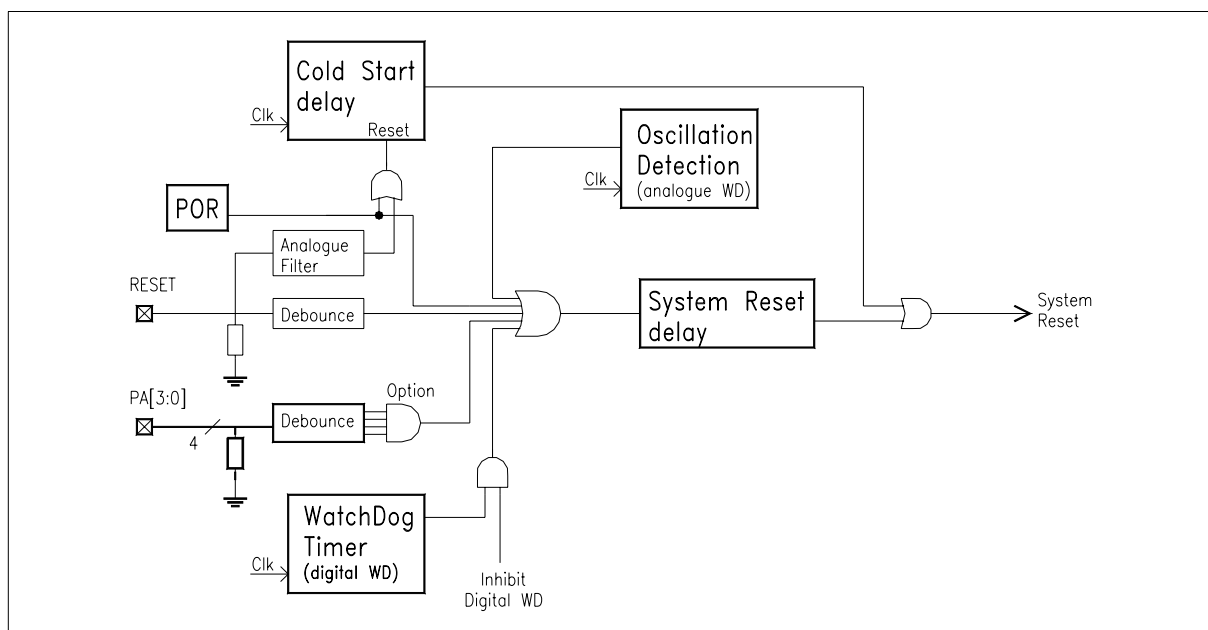 Cold Start
delay
Clk
Reset
Oscillation
Detection
(analogue WD)
Clk
POR
Analogue
Filter
RESET
Debounce
System Reset
delay
System
Reset
PA[3:0]
4
Debounce
Option
WatchDog
Timer
(digital WD)
Clk
Inhibit
Digital WD